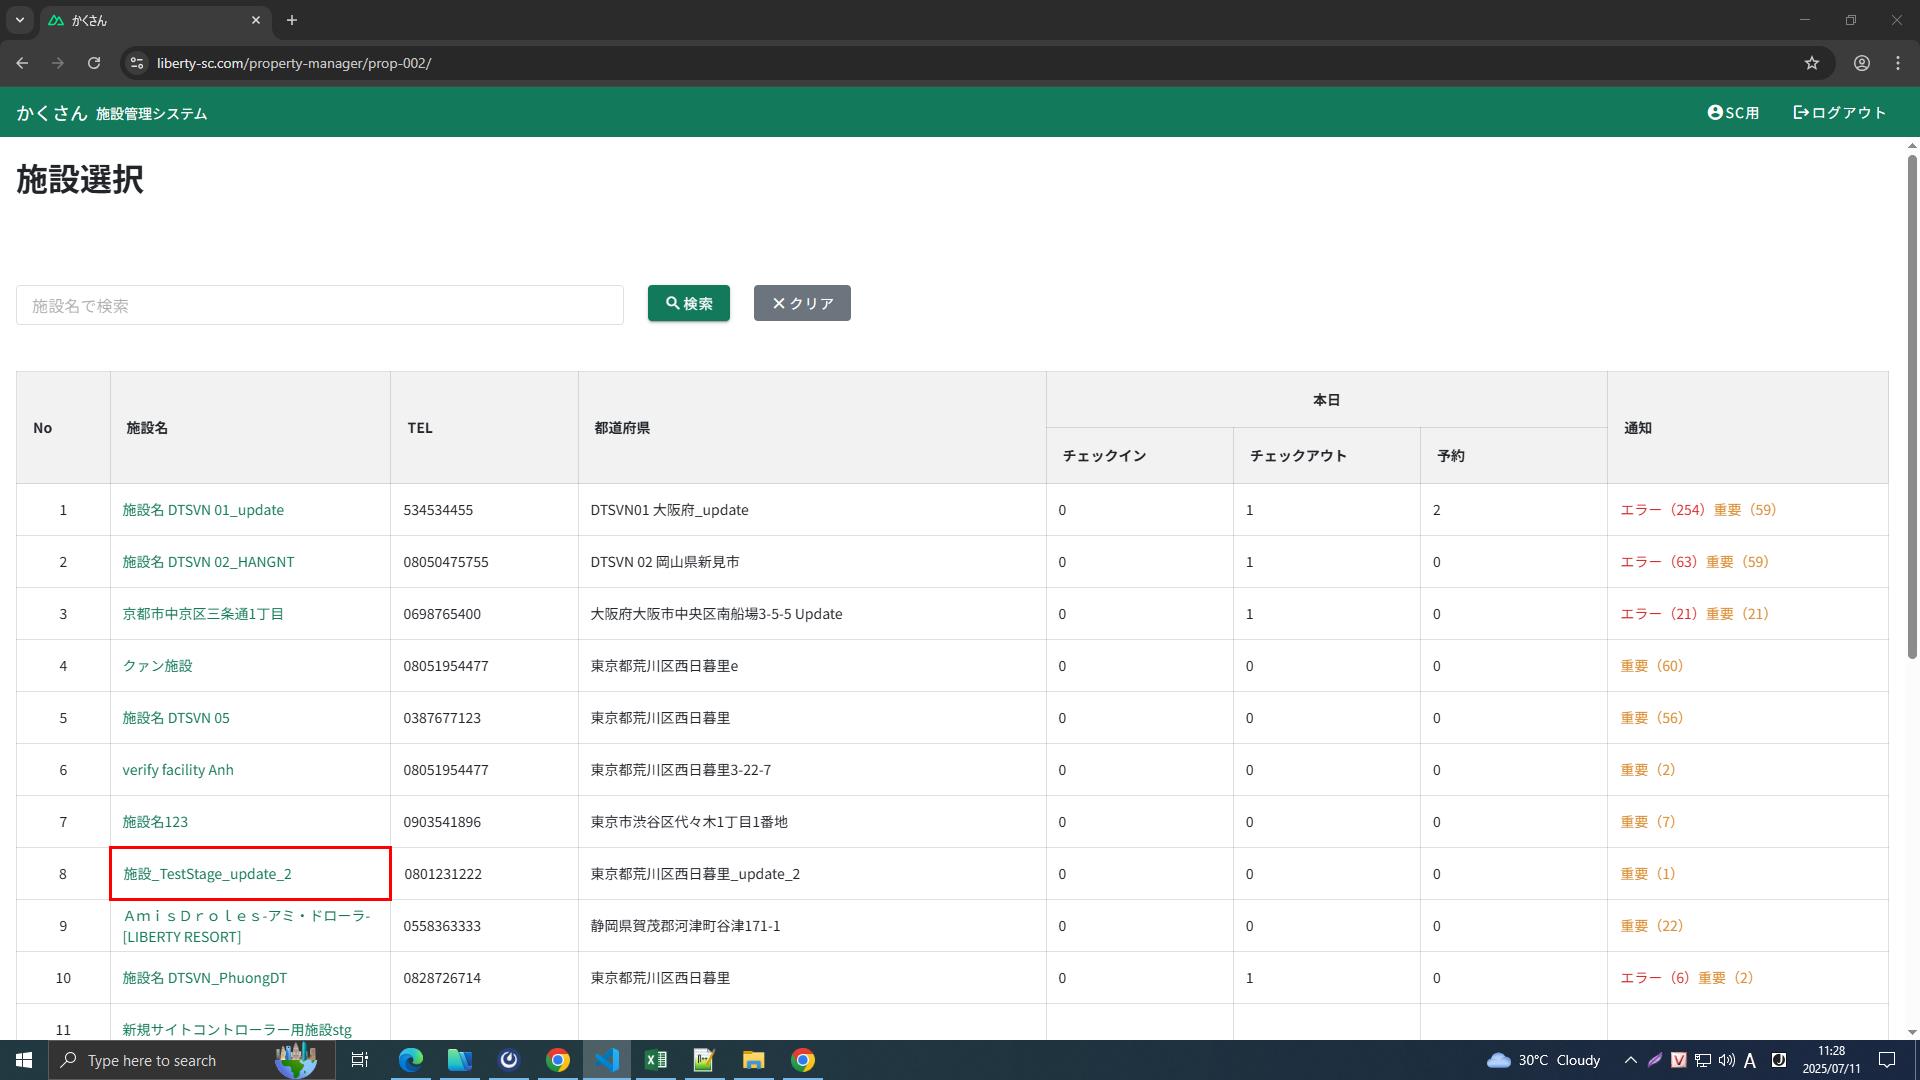 かくさん
liberty-sc.com/property-manager/prop-002/
かくさん 施設管理システム
SC用
ログアウト
施設選択
施設名で検索
検索
クリア
No 施設名 TEL 都道府県 本日 通知
チェックイン チェックアウト 予約
1 施設名 DTSVN 01_update 534534455 DTSVN01 大阪府_update 0 1 2 エラー（254）重要（59）
2 施設名 DTSVN 02_HANGNT 08050475755 DTSVN 02 岡山県新見市 0 1 0 エラー（63）重要（59）
3 京都市中京区三条通1丁目 0698765400 大阪府大阪市中央区南船場3-5-5 Update 0 1 0 エラー（21）重要（21）
4 クァン施設 08051954477 東京都荒川区西日暮里e 0 0 0 重要（60）
5 施設名 DTSVN 05 0387677123 東京都荒川区西日暮里 0 0 0 重要（56）
6 verify facility Anh 08051954477 東京都荒川区西日暮里3-22-7 0 0 0 重要（2）
7 施設名123 0903541896 東京市渋谷区代々木1丁目1番地 0 0 0 重要（7）
8 施設_TestStage_update_2 0801231222 東京都荒川区西日暮里_update_2 0 0 0 重要（1）
9 ＡｍｉｓＤｒｏｌｅｓ-アミ・ドローラ- 0558363333 静岡県賀茂郡河津町谷津171-1 0 0 0 重要（22）
[LIBERTY RESORT]
10 施設名 DTSVN_PhuongDT 0828726714 東京都荒川区西日暮里 0 1 0 エラー（6）重要（2）
11 新規サイトコントローラー用施設stg
Type here to search
30°C Cloudy
A
11:28
2025/07/11